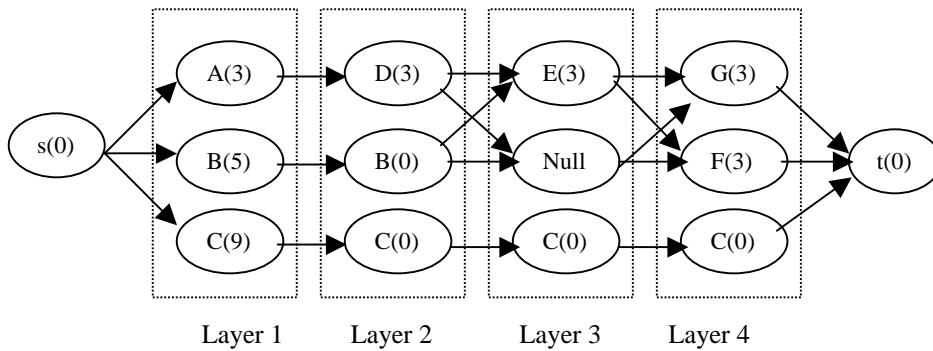 A(3) D(3) E(3) G(3)
s(0) B(5) B(0) Null F(3) t(0)
C(9) C(0) C(0) C(0)
Layer 1 Layer 2 Layer 3 Layer 4